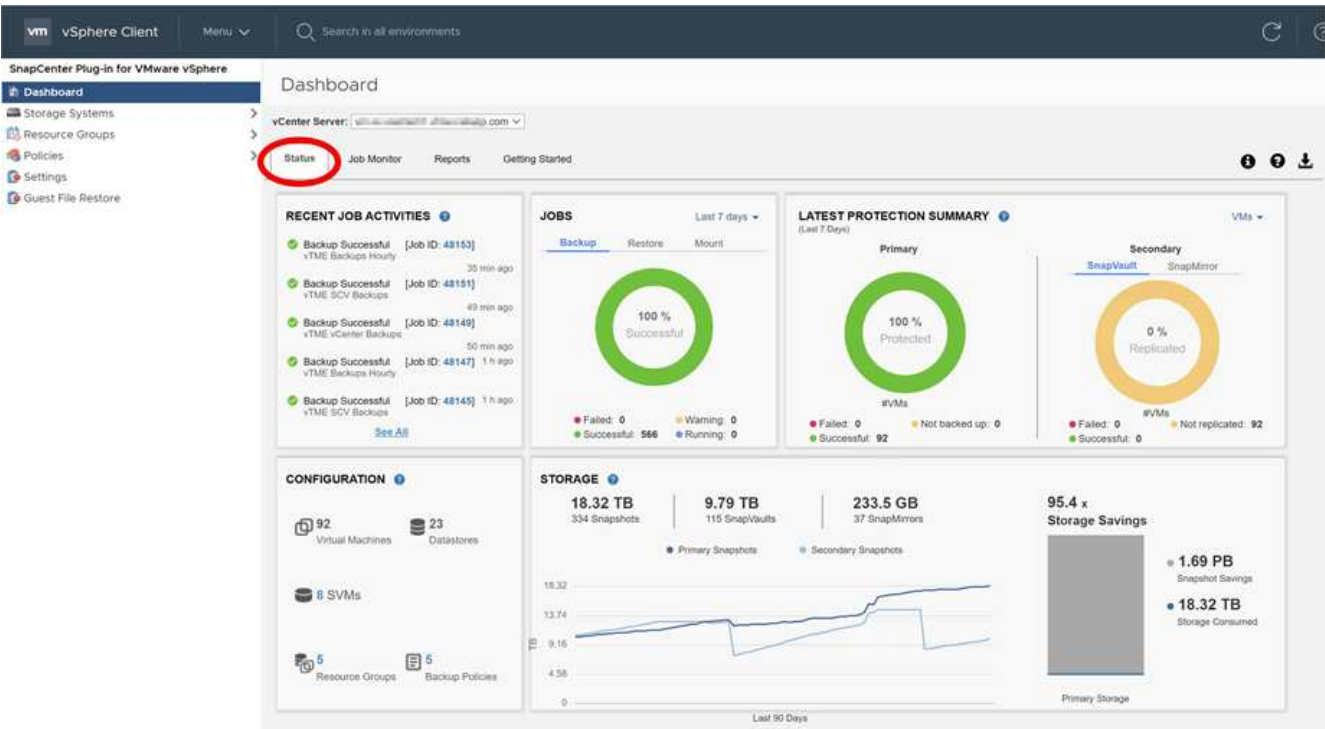 vm vSphere Client Menu Search in all environments
SnapCenter Plug-in for VMware vSphere
Dashboard
Storage Systems
Resource Groups
Policies
Settings
Guest File Restore
Dashboard
vCenter Server: .com
Status Job Monitor Reports Getting Started
RECENT JOB ACTIVITIES
Backup Successful [Job ID: 48153]
vTME Backups Hourly
35 min ago
Backup Successful [Job ID: 48151]
vTME SCV Backups
49 min ago
Backup Successful [Job ID: 48149]
vTME vCenter Backups
50 min ago
Backup Successful [Job ID: 48147] 1 h ago
vTME Backups Hourly
Backup Successful [Job ID: 48145] 1 h ago
vTME SCV Backups
See All
JOBS Last 7 days
Backup Restore Mount
100 %
Successful
Failed: 0 Warning: 0
Successful: 566 Running: 0
LATEST PROTECTION SUMMARY VMs
(Last 7 Days)
Primary
100 %
Protected
#VMs
Failed: 0 Not backed up: 0
Successful: 92
Secondary
SnapVault SnapMirror
0 %
Replicated
#VMs
Failed: 0 Not replicated: 92
Successful: 0
CONFIGURATION
92
Virtual Machines
23
Datastores
8 SVMs
5
Resource Groups
5
Backup Policies
STORAGE
18.32 TB
334 Snapshots
9.79 TB
115 SnapVaults
233.5 GB
37 SnapMirrors
Primary Snapshots Secondary Snapshots
18.32
13.74
9.16
4.58
0
TB
Last 90 Days
95.4 x
Storage Savings
1.69 PB
Snapshot Savings
18.32 TB
Storage Consumed
Primary Storage